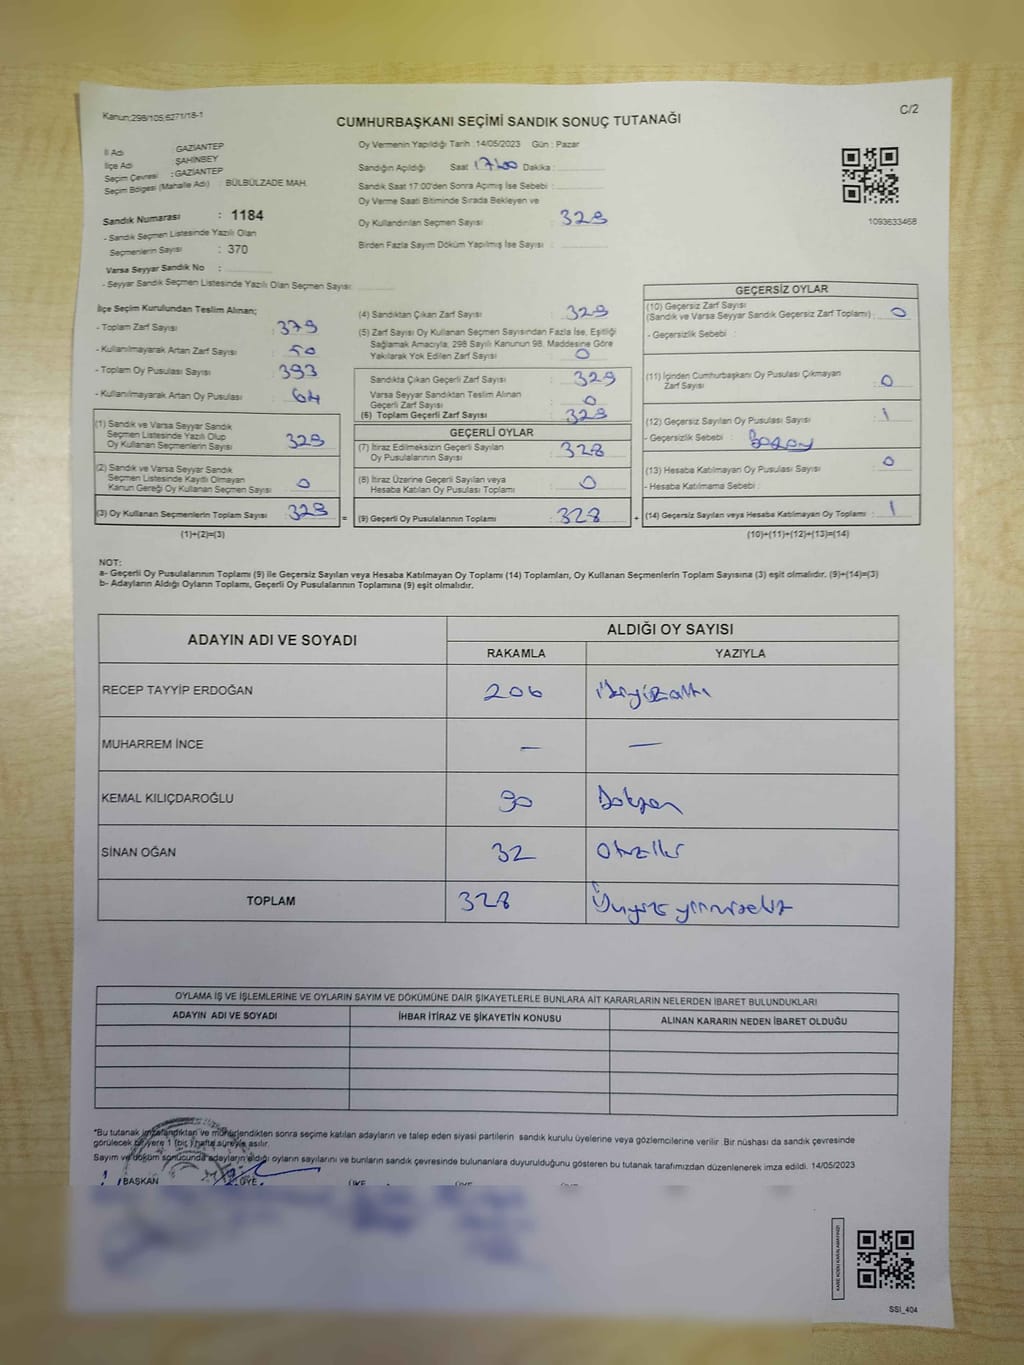 Kanun:298/105;6271/18-1
C/2
CUMHURBAŞKANI SEÇİMİ SANDIK SONUÇ TUTANAĞI
İl Adı : GAZİANTEP
İlçe Adı : ŞAHİNBEY
Seçim Çevresi : GAZİANTEP
Seçim Bölgesi (Mahalle Adı) : BÜLBÜLZADE MAH.
Sandık Numarası : 1184
- Sandık Seçmen Listesinde Yazılı Olan
Seçmenlerin Sayısı : 370
Varsa Seyyar Sandık No :
- Seyyar Sandık Seçmen Listesinde Yazılı Olan Seçmen Sayısı:
Oy Vermenin Yapıldığı Tarih :14/05/2023 Gün : Pazar
Sandığın Açıldığı Saat 17:00 Dakika :
Sandık Saat 17:00'den Sonra Açımış İse Sebebi :
Oy Verme Saati Bitiminde Sırada Bekleyen ve
Oy Kullandırılan Seçmen Sayısı : 329
Birden Fazla Sayım Döküm Yapılmış İse Sayısı :
1093633468
İlçe Seçim Kurulundan Teslim Alınan;
- Toplam Zarf Sayısı : 379
- Kullanılmayarak Artan Zarf Sayısı : 50
- Toplam Oy Pusulası Sayısı : 393
- Kullanılmayarak Artan Oy Pusulası : 64
(1) Sandık ve Varsa Seyyar Sandık
Seçmen Listesinde Yazılı Olup
Oy Kullanan Seçmenlerin Sayısı : 329
(2) Sandık ve Varsa Seyyar Sandık
Seçmen Listesinde Kayıtlı Olmayan
Kanun Gereği Oy Kullanan Seçmen Sayısı : 0
(3) Oy Kullanan Seçmenlerin Toplam Sayısı : 329
(1)+(2)=(3)
(4) Sandıktan Çıkan Zarf Sayısı : 329
(5) Zarf Sayısı Oy Kullanan Seçmen Sayısından Fazla İse, Eşitliği
Sağlamak Amacıyla; 298 Sayılı Kanunun 98. Maddesine Göre
Yakılarak Yok Edilen Zarf Sayısı : 0
Sandıkta Çıkan Geçerli Zarf Sayısı : 329
Varsa Seyyar Sandıktan Teslim Alınan
Geçerli Zarf Sayısı : 0
(6) Toplam Geçerli Zarf Sayısı : 329
GEÇERLİ OYLAR
(7) İtiraz Edilmeksizin Geçerli Sayılan
Oy Pusulalarının Sayısı : 328
(8) İtiraz Üzerine Geçerli Sayılan veya
Hesaba Katılan Oy Pusulası Toplamı : 0
= (9) Geçerli Oy Pusulalarının Toplamı : 328 +
GEÇERSİZ OYLAR
(10) Geçersiz Zarf Sayısı
(Sandık ve Varsa Seyyar Sandık Geçersiz Zarf Toplamı) : 0
- Geçersizlik Sebebi :
(11) İçinden Cumhurbaşkanı Oy Pusulası Çıkmayan
Zarf Sayısı : 0
(12) Geçersiz Sayılan Oy Pusulası Sayısı : 1
- Geçersizlik Sebebi :
(13) Hesaba Katılmayan Oy Pusulası Sayısı : 0
- Hesaba Katılmama Sebebi :
(14) Geçersiz Sayılan veya Hesaba Katılmayan Oy Toplamı : 1
(10)+(11)+(12)+(13)=(14)
NOT:
a- Geçerli Oy Pusulalarının Toplamı (9) ile Geçersiz Sayılan veya Hesaba Katılmayan Oy Toplamı (14) Toplamları, Oy Kullanan Seçmenlerin Toplam Sayısına (3) eşit olmalıdır. (9)+(14)=(3)
b- Adayların Aldığı Oyların Toplamı, Geçerli Oy Pusulalarının Toplamına (9) eşit olmalıdır.
ADAYIN ADI VE SOYADI
ALDIĞI OY SAYISI
RAKAMLA YAZIYLA
RECEP TAYYİP ERDOĞAN 206 ikiyüzaltı
MUHARREM İNCE — —
KEMAL KILIÇDAROĞLU 90 Doksan
SİNAN OĞAN 32 Otuziki
TOPLAM 328 Üçyüz yirmisekiz
OYLAMA İŞ VE İŞLEMLERİNE VE OYLARIN SAYIM VE DÖKÜMÜNE DAİR ŞİKAYETLERLE BUNLARA AİT KARARLARIN NELERDEN İBARET BULUNDUKLARI
ADAYIN ADI VE SOYADI İHBAR İTİRAZ VE ŞİKAYETİN KONUSU ALINAN KARARIN NEDEN İBARET OLDUĞU
*Bu tutanak imzalandıktan ve mühürlendikten sonra seçime katılan adayların ve talep eden siyasi partilerin sandık kurulu üyelerine veya gözlemcilerine verilir. Bir nüshası da sandık çevresinde
görülecek bir yere 1 (bir ) hafta süreyle asılır.
Sayım ve döküm sonucunda adayların aldığı oyların sayılarını ve bunların sandık çevresinde bulunanlara duyurulduğunu gösteren bu tutanak tarafımızdan düzenlenerek imza edildi. 14/05/2023
BAŞKAN ÜYE ÜYE ÜYE
SSI_404